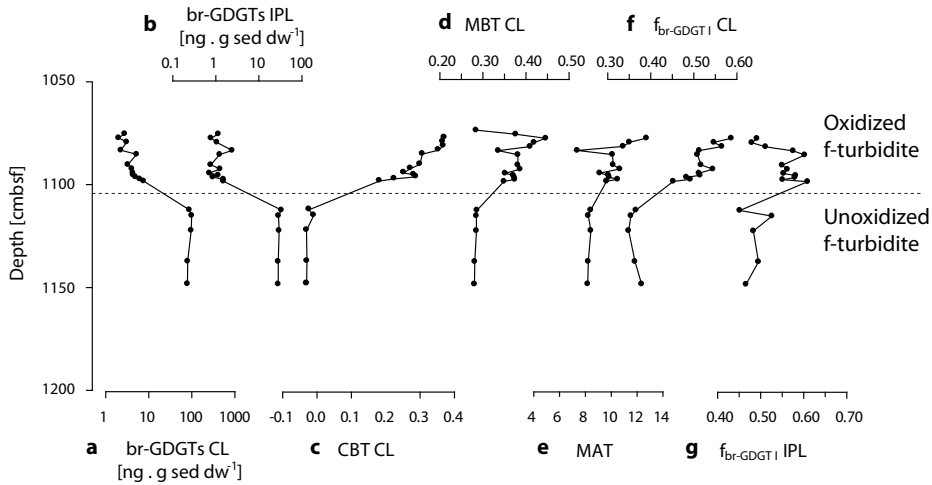 b
br-GDGTs IPL
[ng . g sed dw⁻¹]
0.1 1 10 100
d MBT CL
0.20 0.30 0.40 0.50
f f_br-GDGT I CL
0.30 0.40 0.50 0.60
1050
1100
1150
1200
Depth [cmbsf]
Oxidized
f-turbidite
Unoxidized
f-turbidite
1 10 100 1000
-0.1 0.0 0.1 0.2 0.3 0.4
4 6 8 10 12 14
0.40 0.50 0.60 0.70
a br-GDGTs CL
[ng . g sed dw⁻¹]
c CBT CL
e MAT
g f_br-GDGT I IPL